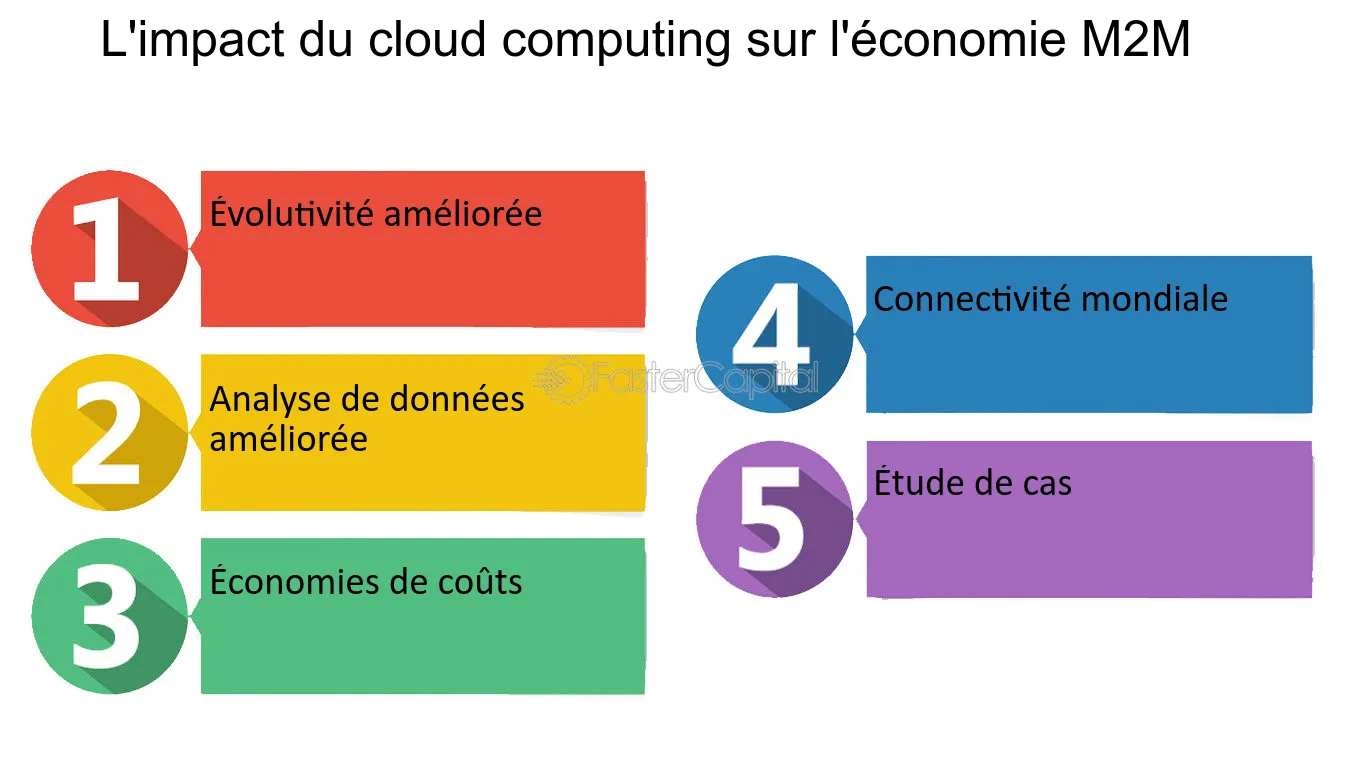 L'impact du cloud computing sur l'économie M2M
1
Évolutivité améliorée
2
Analyse de données
améliorée
3
Économies de coûts
4
Connectivité mondiale
5
Étude de cas
FasterCapital